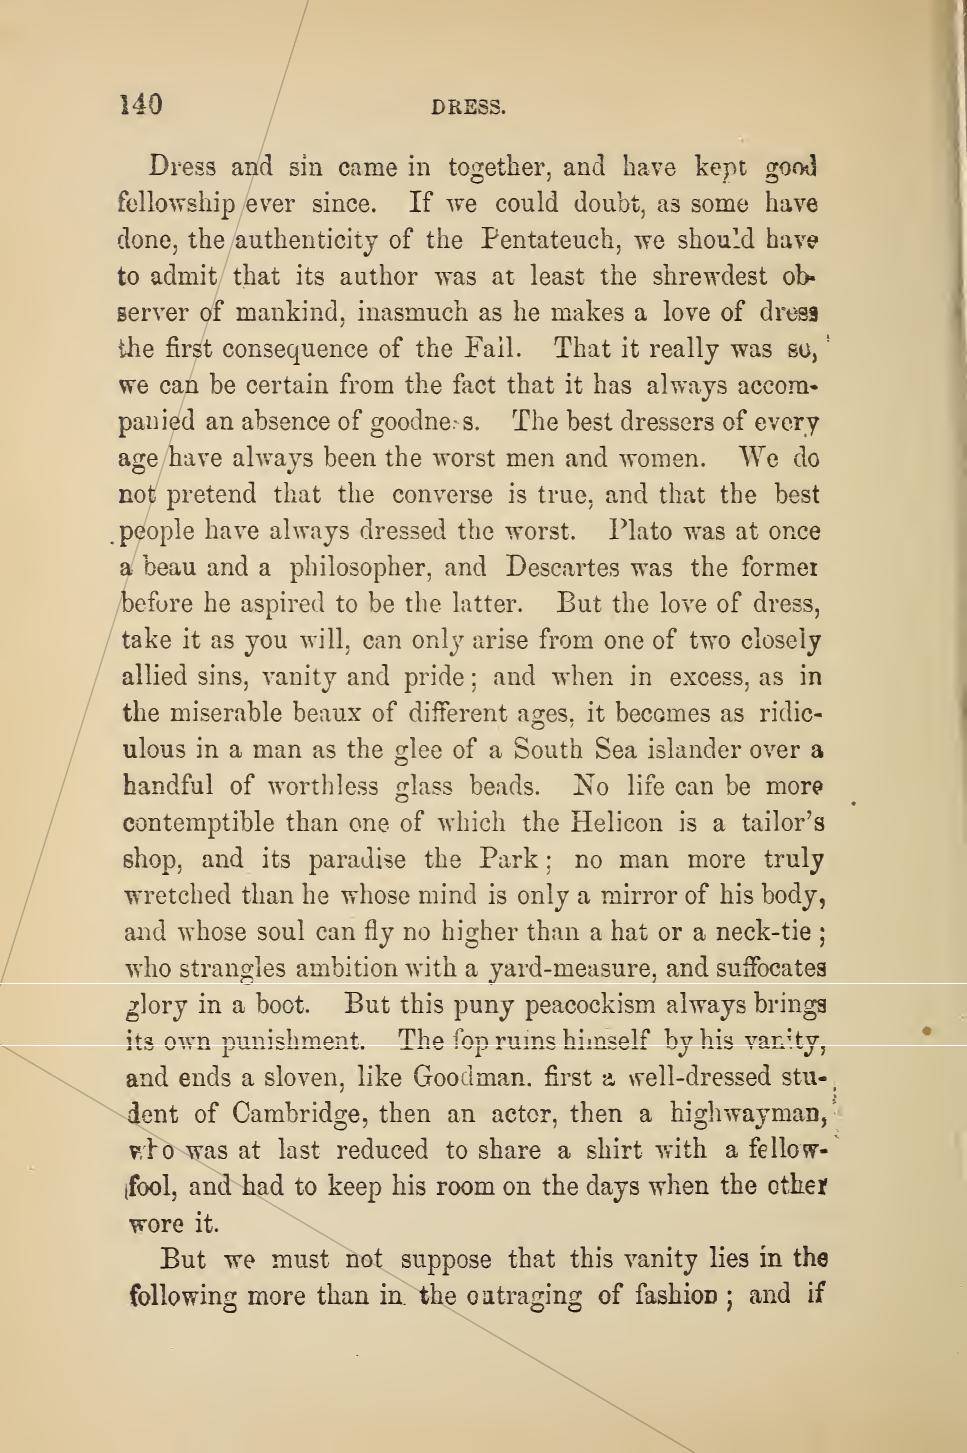 140
DRESS.
Dress and sin came in together, and have kept good
fellowship ever since. If we could doubt, as some have
done, the authenticity of the Pentateuch, we should have
to admit that its author was at least the shrewdest ob-
server of mankind, inasmuch as he makes a love of dress
the first consequence of the Fall. That it really was so,
we can be certain from the fact that it has always accom-
panied an absence of goodness. The best dressers of every
age have always been the worst men and women. We do
not pretend that the converse is true, and that the best
people have always dressed the worst. Plato was at once
a beau and a philosopher, and Descartes was the former
before he aspired to be the latter. But the love of dress,
take it as you will, can only arise from one of two closely
allied sins, vanity and pride; and when in excess, as in
the miserable beaux of different ages, it becomes as ridic-
ulous in a man as the glee of a South Sea islander over a
handful of worthless glass beads. No life can be more
contemptible than one of which the Helicon is a tailor's
shop, and its paradise the Park; no man more truly
wretched than he whose mind is only a mirror of his body,
and whose soul can fly no higher than a hat or a neck-tie;
who strangles ambition with a yard-measure, and suffocates
glory in a boot. But this puny peacockism always brings
its own punishment. The fop ruins himself by his vanity,
and ends a sloven, like Goodman. first a well-dressed stu-
dent of Cambridge, then an actor, then a highwayman,
who was at last reduced to share a shirt with a fellow-
fool, and had to keep his room on the days when the other
wore it.
But we must not suppose that this vanity lies in the
following more than in the outraging of fashion; and if